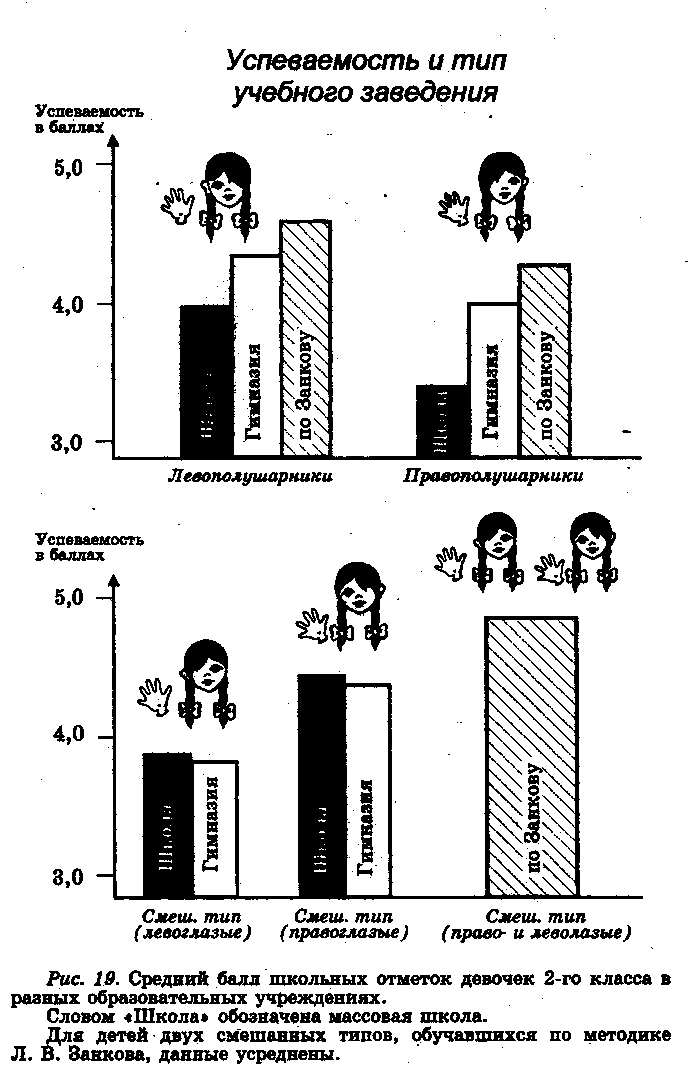 Успеваемость и тип
учебного заведения
Успеваемость
в баллах
5,0
4,0
3,0
Школа
Гимназия
по Занкову
Школа
Гимназия
по Занкову
Левополушарники
Правополушарники
Успеваемость
в баллах
5,0
4,0
3,0
Школа
Гимназия
Школа
Гимназия
по Занкову
Смеш. тип
(левоглазые)
Смеш. тип
(правоглазые)
Смеш. тип
(право- и леволазые)
Рис. 19. Средний балл школьных отметок девочек 2-го класса в
разных образовательных учреждениях.
Словом «Школа» обозначена массовая школа.
Для детей двух смешанных типов, обучавшихся по методике
Л. В. Занкова, данные усреднены.